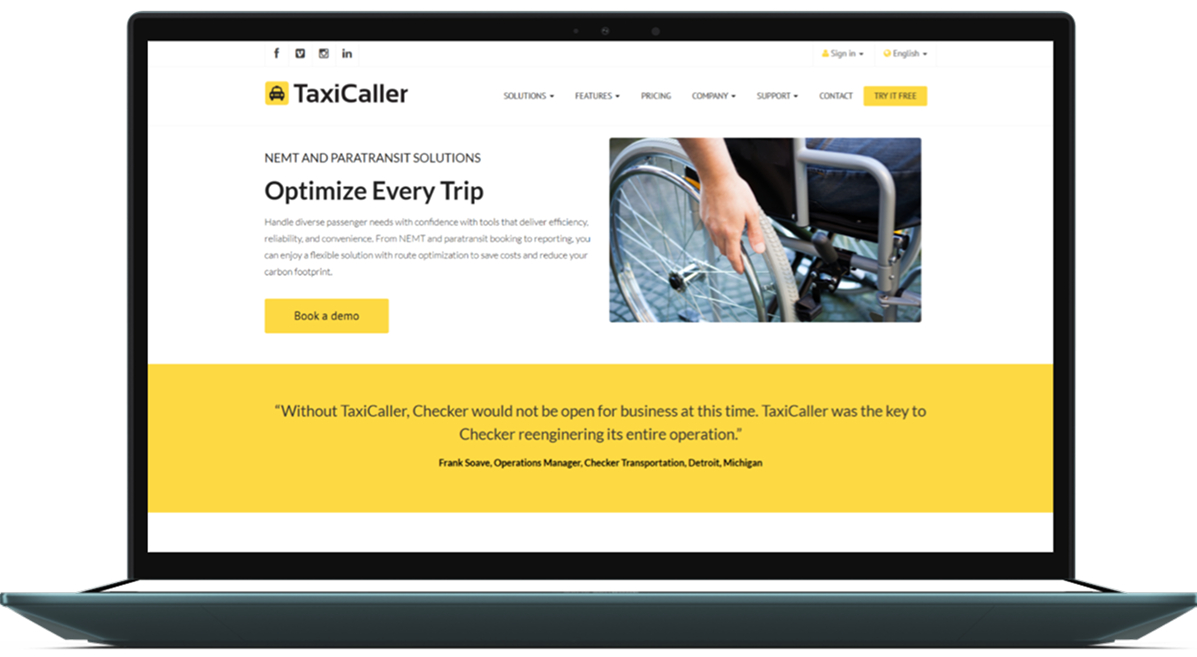 Sign in
English
TaxiCaller
SOLUTIONS
FEATURES
PRICING
COMPANY
SUPPORT
CONTACT
TRY IT FREE
NEMT AND PARATRANSIT SOLUTIONS
Optimize Every Trip
Handle diverse passenger needs with confidence with tools that deliver efficiency,
reliability, and convenience. From NEMT and paratransit booking to reporting, you
can enjoy a flexible solution with route optimization to save costs and reduce your
carbon footprint.
Book a demo
“Without TaxiCaller, Checker would not be open for business at this time. TaxiCaller was the key to
Checker reenginering its entire operation.”
Frank Soave, Operations Manager, Checker Transportation, Detroit, Michigan